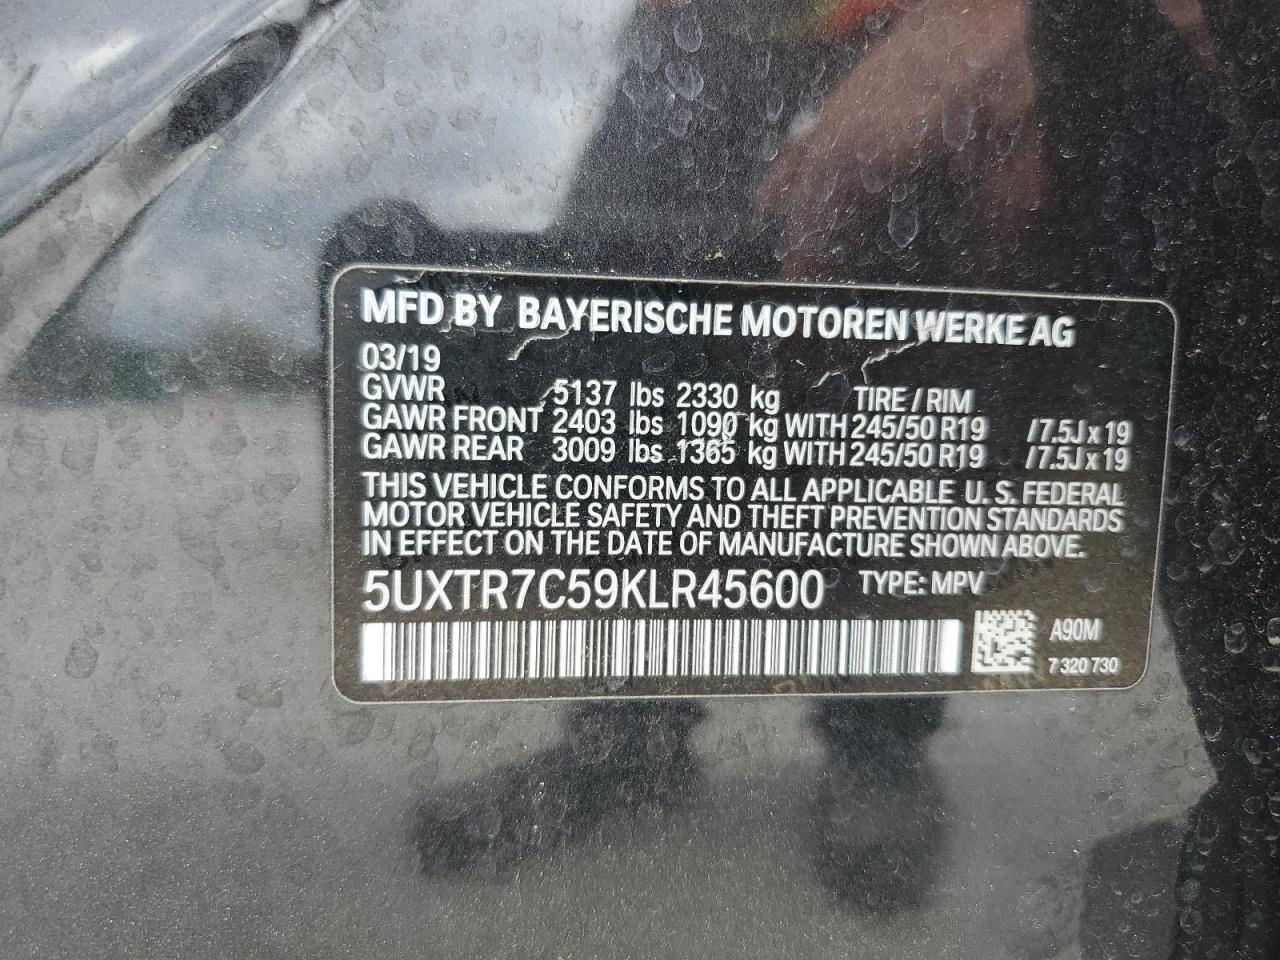 MFD BY BAYERISCHE MOTOREN WERKE AG
03/19
GVWR 5137 lbs 2330 kg TIRE / RIM
GAWR FRONT 2403 lbs 1090 kg WITH 245/50 R19 /7.5J x 19
GAWR REAR 3009 lbs 1365 kg WITH 245/50 R19 /7.5J x 19
THIS VEHICLE CONFORMS TO ALL APPLICABLE U. S. FEDERAL
MOTOR VEHICLE SAFETY AND THEFT PREVENTION STANDARDS
IN EFFECT ON THE DATE OF MANUFACTURE SHOWN ABOVE.
5UXTR7C59KLR45600 TYPE: MPV
A90M
7 320 730